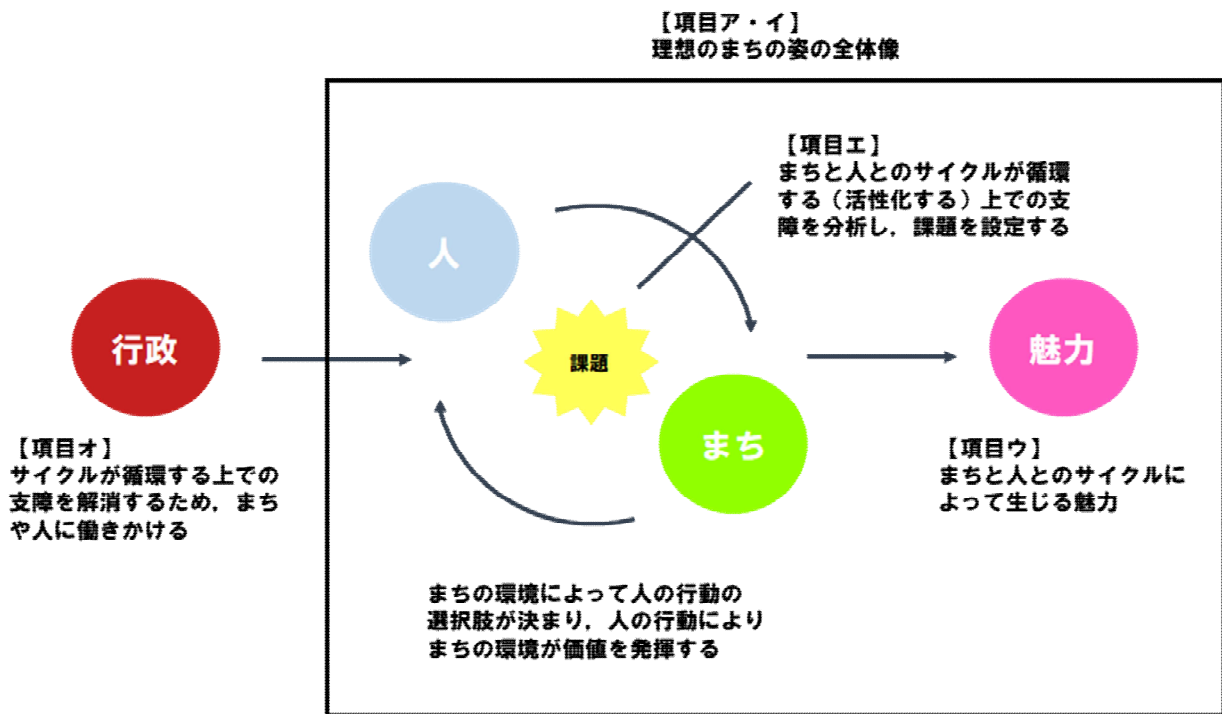 【項目ア・イ】
理想のまちの姿の全体像
【項目エ】
まちと人とのサイクルが循環
する（活性化する）上での支
障を分析し，課題を設定する
人
行政
課題
魅力
まち
【項目オ】
サイクルが循環する上での
支障を解消するため，まち
や人に働きかける
【項目ウ】
まちと人とのサイクルに
よって生じる魅力
まちの環境によって人の行動の
選択肢が決まり，人の行動により
まちの環境が価値を発揮する